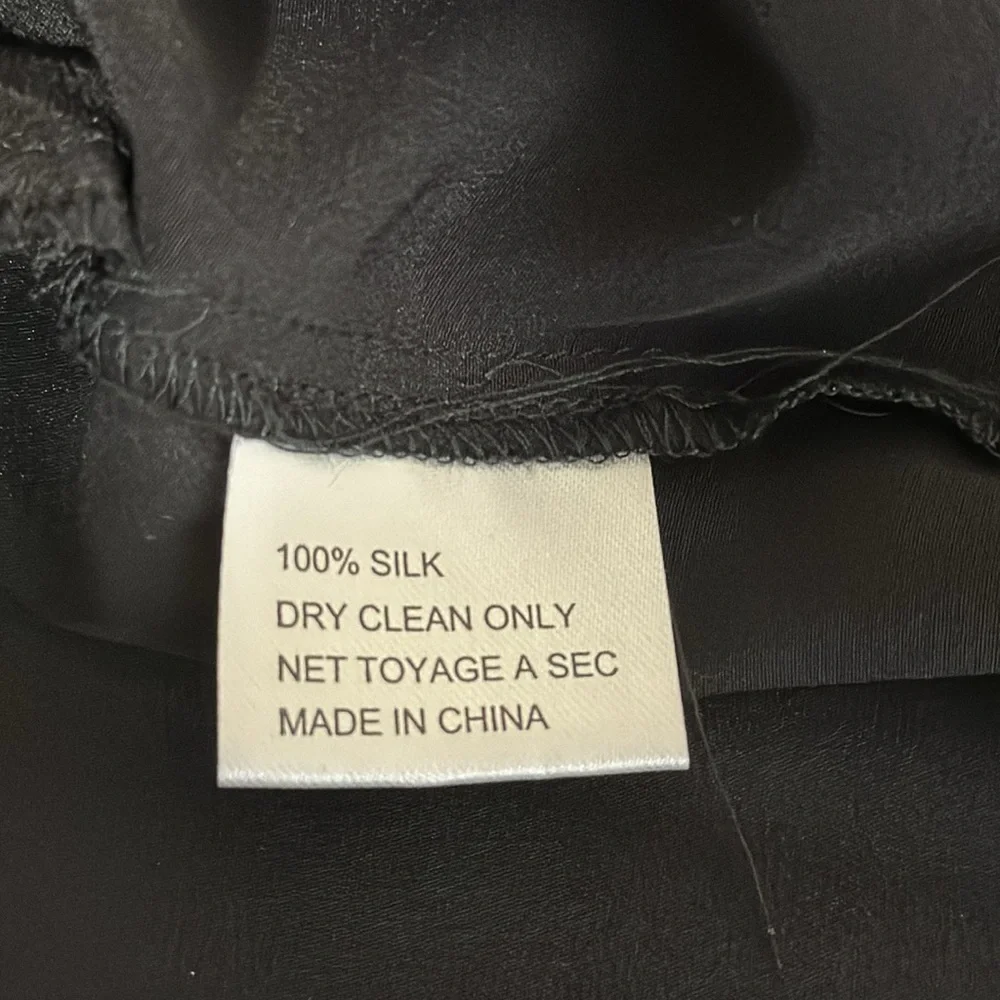 100% SILK
DRY CLEAN ONLY
NET TOYAGE A SEC
MADE IN CHINA